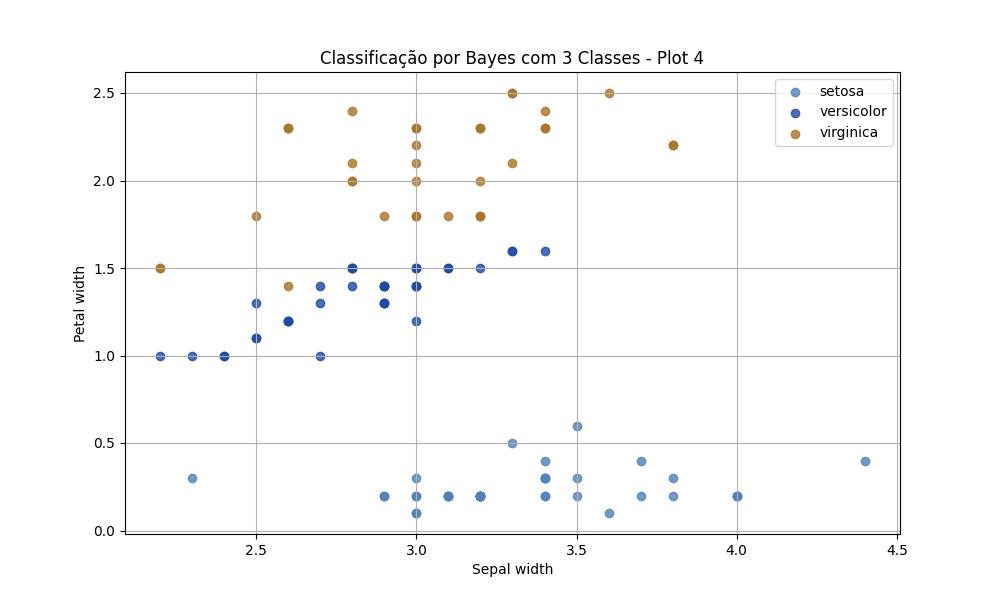 Classificação por Bayes com 3 Classes - Plot 4
setosa
versicolor
virginica
2.5
2.0
1.5
1.0
0.5
0.0
Petal width
2.5 3.0 3.5 4.0 4.5
Sepal width